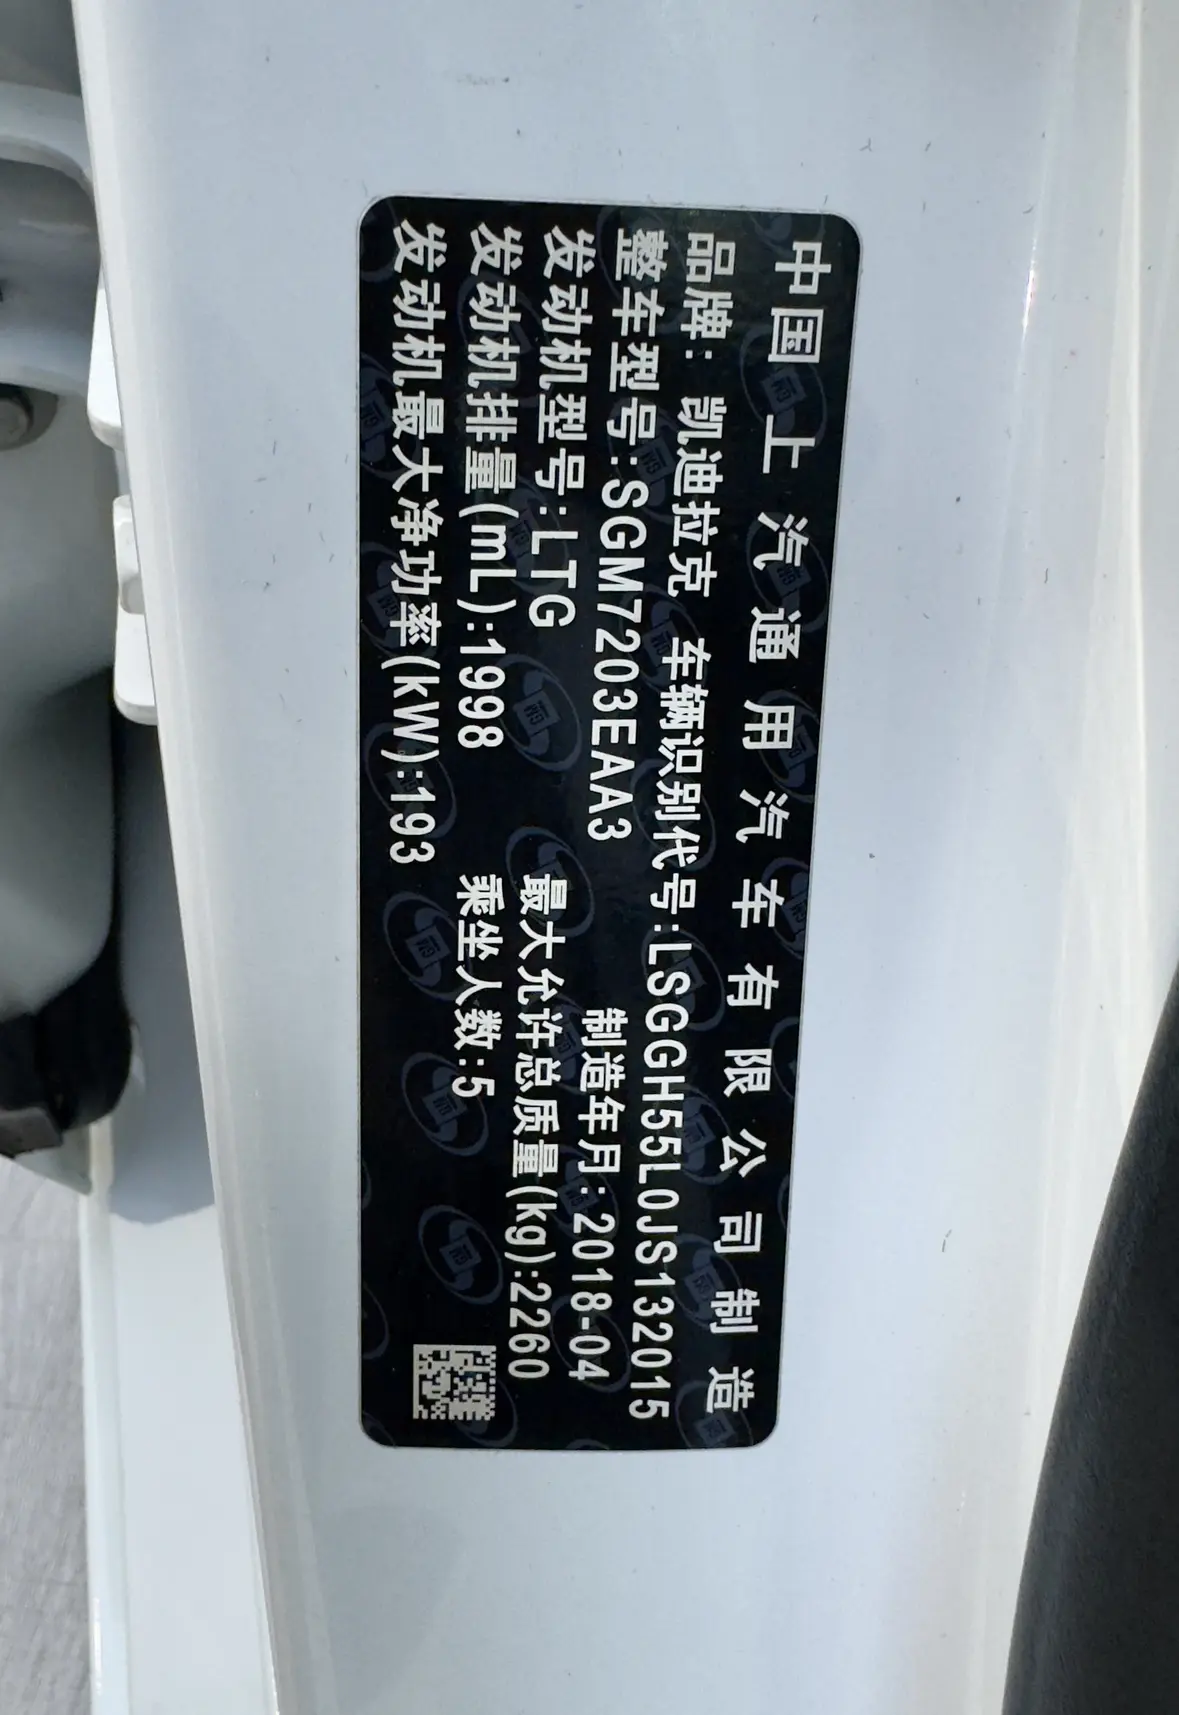 中国上汽通用汽车有限公司制造
品牌：凯迪拉克 车辆识别代号：LSGGH55L0JS132015
整车型号：SGM7203EAA3 制造年月：2018-04
发动机型号：LTG 最大允许总质量(kg)：2260
发动机排量(mL)：1998 乘坐人数：5
发动机最大净功率(kW)：193